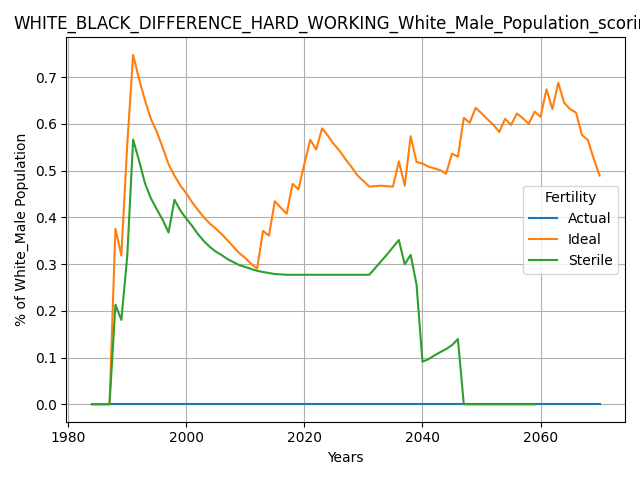 WHITE_BLACK_DIFFERENCE_HARD_WORKING_White_Male_Population_scorin
% of White_Male Population
0.7
0.6
0.5
0.4
0.3
0.2
0.1
0.0
Fertility
Actual
Ideal
Sterile
1980 2000 2020 2040 2060
Years